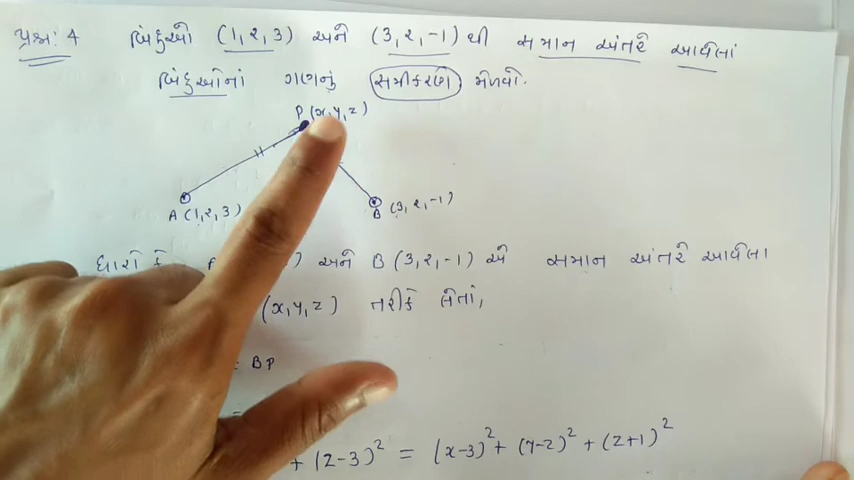 પ્રશ્ન: 4 બિંદુઓ (1, 2, 3) અને (3, 2, -1) થી સમાન અંતરે આવેલાં
બિંદુઓનાં ગણનું સમીકરણ મેળવો.
P (x, y, z)
A (1, 2, 3) B (3, 2, -1)
ધારો કે અને B (3, 2, -1) એ સમાન અંતરે આવેલા
(x, y, z) તરીકે લેતાં,
= BP
=
+ (z-3)² = (x-3)² + (y-2)² + (z+1)²